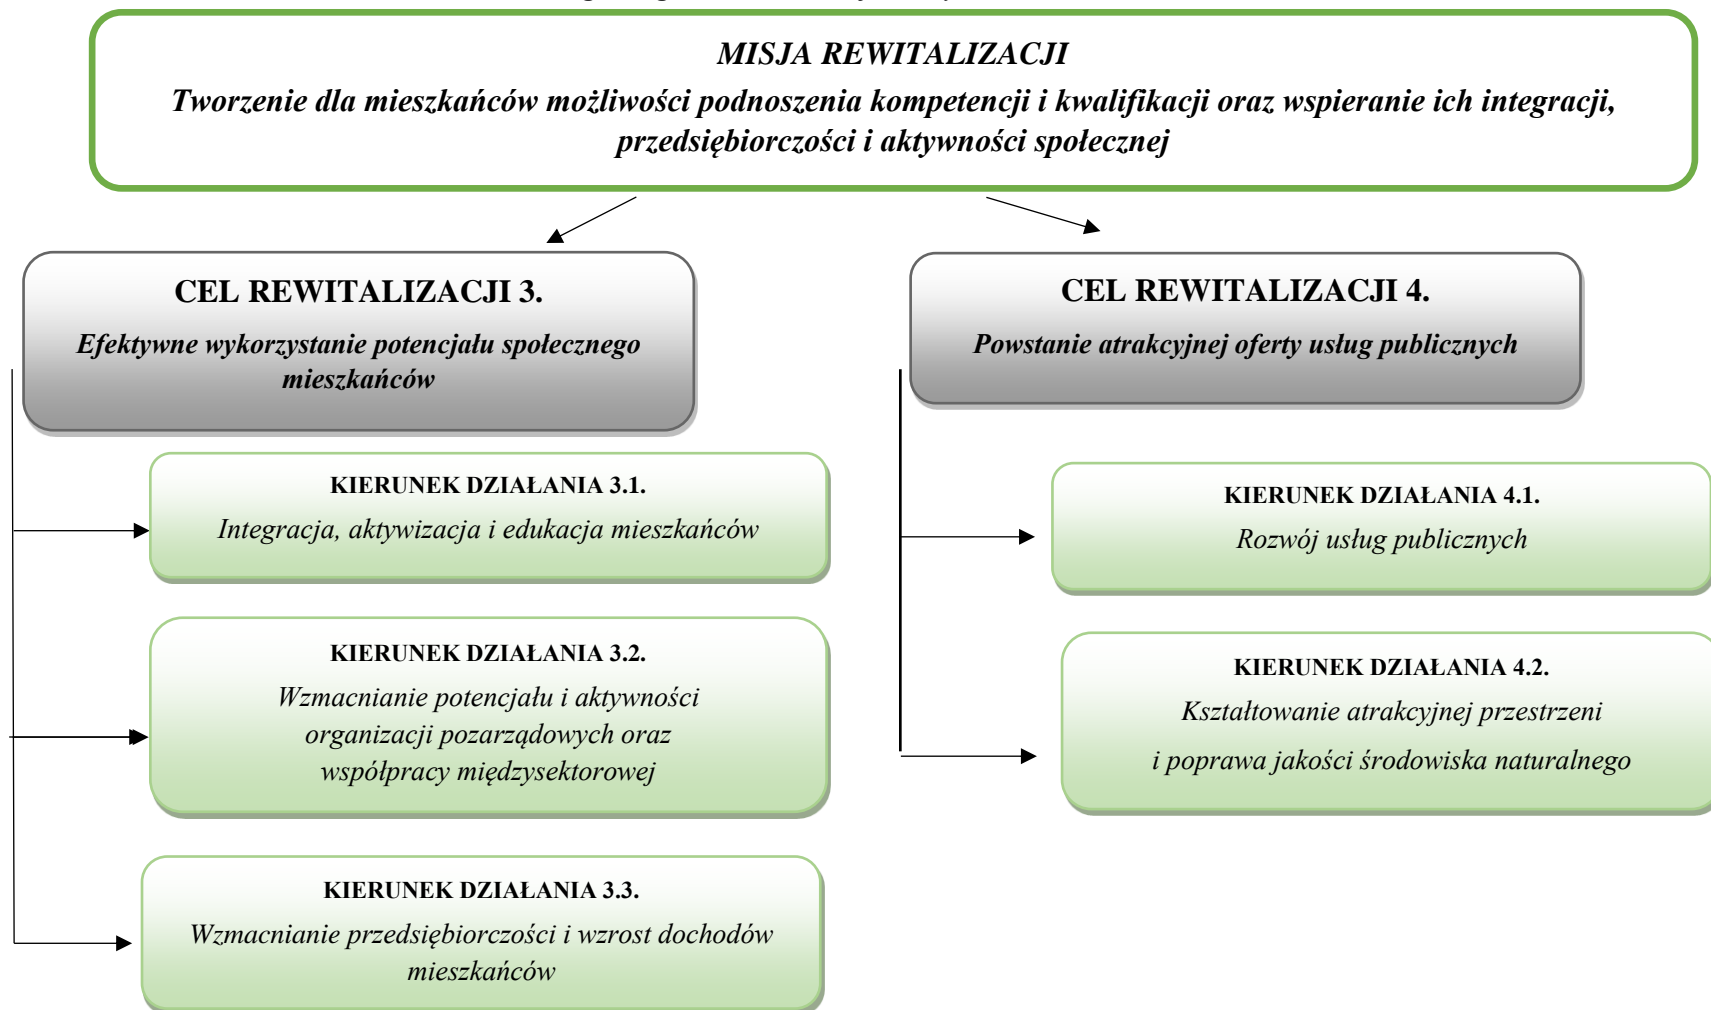 MISJA REWITALIZACJI
Tworzenie dla mieszkańców możliwości podnoszenia kompetencji i kwalifikacji oraz wspieranie ich integracji,
przedsiębiorczości i aktywności społecznej
CEL REWITALIZACJI 3.
Efektywne wykorzystanie potencjału społecznego
mieszkańców
KIERUNEK DZIAŁANIA 3.1.
Integracja, aktywizacja i edukacja mieszkańców
KIERUNEK DZIAŁANIA 3.2.
Wzmacnianie potencjału i aktywności
organizacji pozarządowych oraz
współpracy międzysektorowej
KIERUNEK DZIAŁANIA 3.3.
Wzmacnianie przedsiębiorczości i wzrost dochodów
mieszkańców
CEL REWITALIZACJI 4.
Powstanie atrakcyjnej oferty usług publicznych
KIERUNEK DZIAŁANIA 4.1.
Rozwój usług publicznych
KIERUNEK DZIAŁANIA 4.2.
Kształtowanie atrakcyjnej przestrzeni
i poprawa jakości środowiska naturalnego